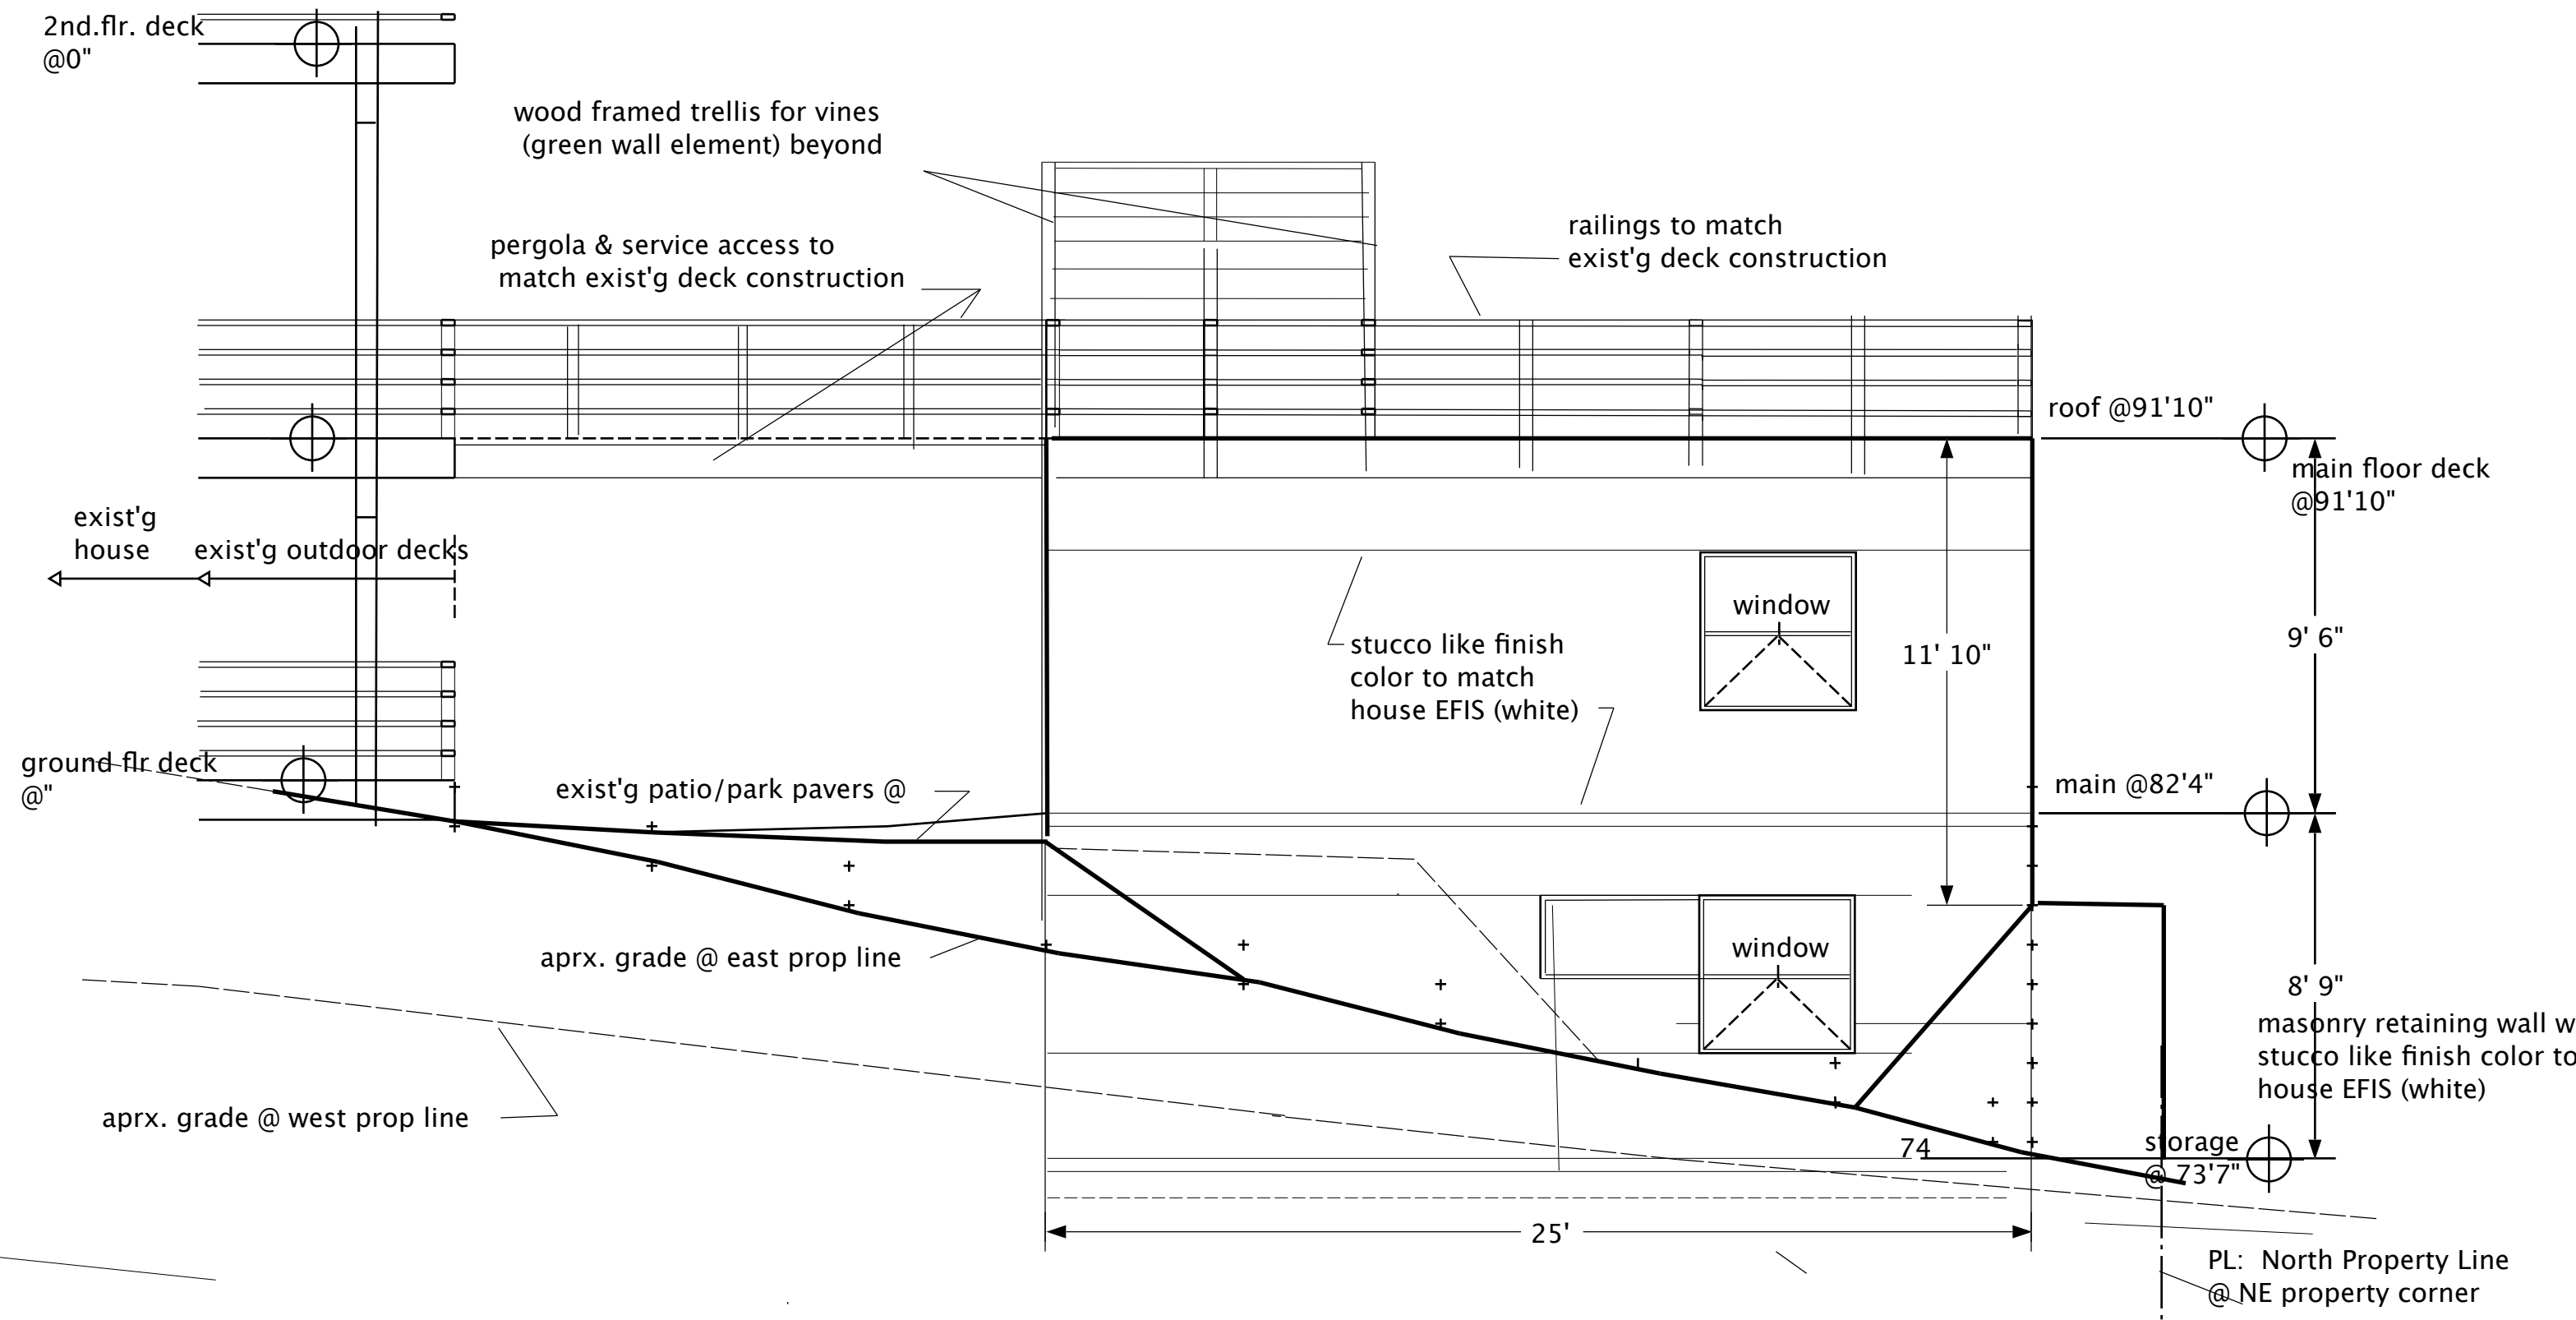 2nd.flr. deck
@0"
wood framed trellis for vines
(green wall element) beyond
pergola & service access to
match exist'g deck construction
railings to match
exist'g deck construction
roof @91'10"
main floor deck
@91'10"
exist'g
house
exist'g outdoor decks
window
stucco like finish
color to match
house EFIS (white)
11' 10"
9' 6"
ground flr deck
@"
exist'g patio/park pavers @
main @82'4"
aprx. grade @ east prop line
window
8' 9"
masonry retaining wall w
stucco like finish color to
house EFIS (white)
aprx. grade @ west prop line
74
storage
@ 73'7"
25'
PL: North Property Line
@ NE property corner